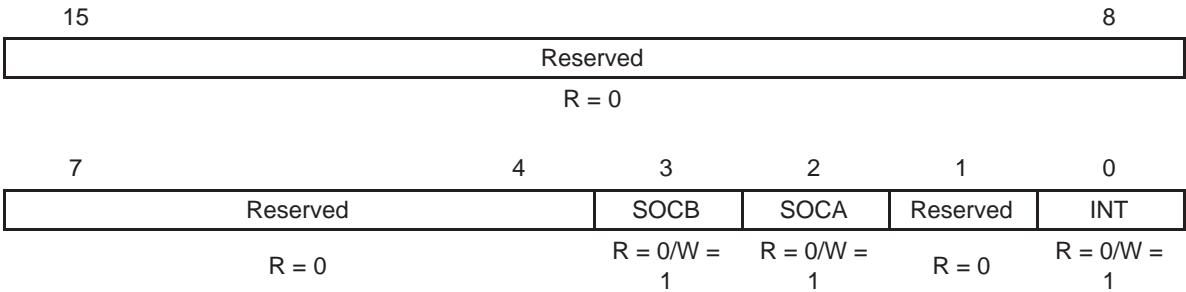 15 8
Reserved
R = 0
7 4 3 2 1 0
Reserved SOCB SOCA Reserved INT
R = 0 R = 0/W = 1 R = 0/W = 1 R = 0 R = 0/W = 1